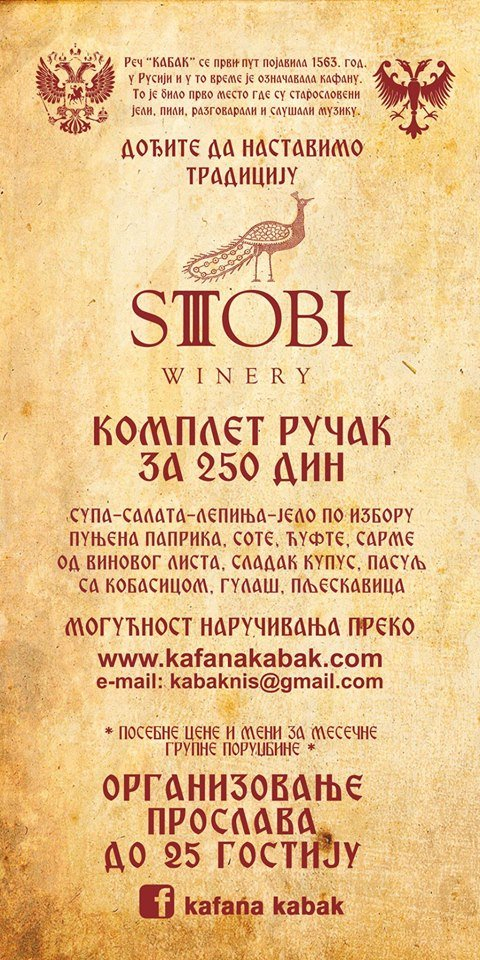 Реч "КАБАК" се први пут појавила 1563. год.
у Русији и у то време је означавала кафану.
То је било прво место где су старословени
јели, пили, разговарали и слушали музику.
ДОЂИТЕ ДА НАСТАВИМО
ТРАДИЦИЈУ
STOBI
WINERY
КОМПЛЕТ РУЧАК
ЗА 250 ДИН
СУПА-САЛАТА-ЛЕПИЊА-ЈЕЛО ПО ИЗБОРУ
ПУЊЕНА ПАПРИКА, СОТЕ, ЋУФТЕ, САРМЕ
ОД ВИНОВОГ ЛИСТА, СЛАДАК КУПУС, ПАСУЉ
СА КОБАСИЦОМ, ГУЛАШ, ПЉЕСКАВИЦА
МОГУЋНОСТ НАРУЧИВАЊА ПРЕКО
www.kafanakabak.com
e-mail: kabaknis@gmail.com
* ПОСЕБНЕ ЦЕНЕ И МЕНИ ЗА МЕСЕЧНЕ
ГРУПНЕ ПОРУЏБИНЕ *
ОРГАНИЗОВАЊЕ
ПРОСЛАВА
ДО 25 ГОСТИЈУ
f kafana kabak